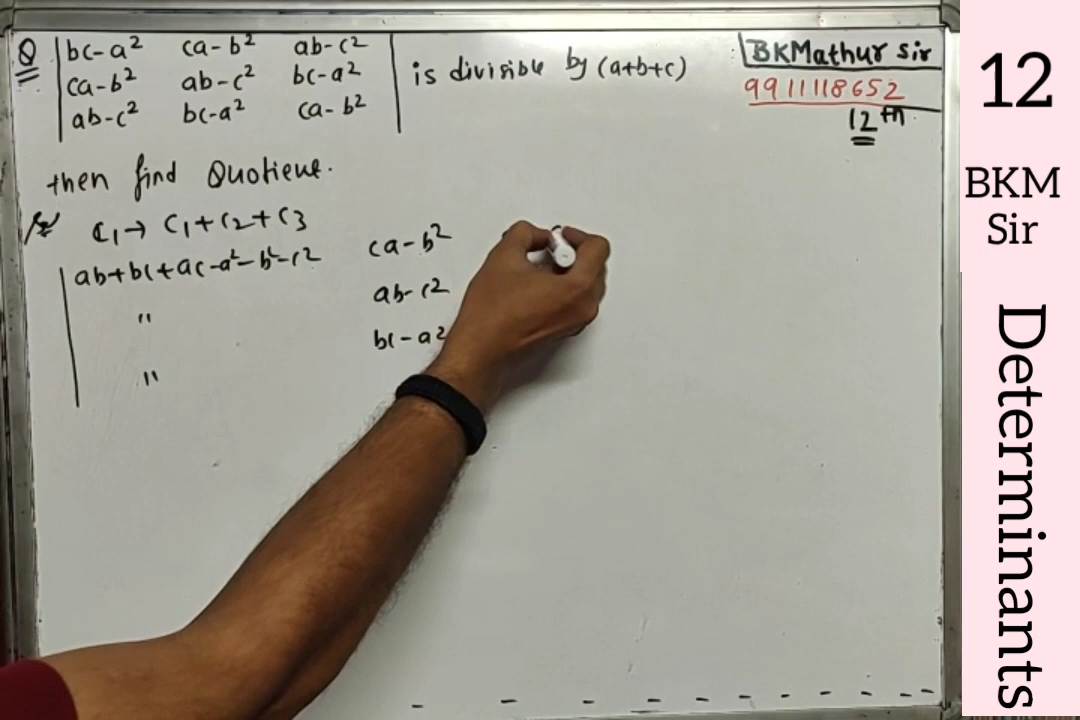 Q bc-a² ca-b² ab-c²
ca-b² ab-c² bc-a² is divisible by (a+b+c)
ab-c² bc-a² ca-b²
then find Quotient.
C₁→ C₁+C₂+C₃
ab+bc+ac-a²-b²-c² ca-b²
" ab-c²
" bc-a²
BKMathur Sir
9911118652
12th
12
BKM
Sir
Determinants